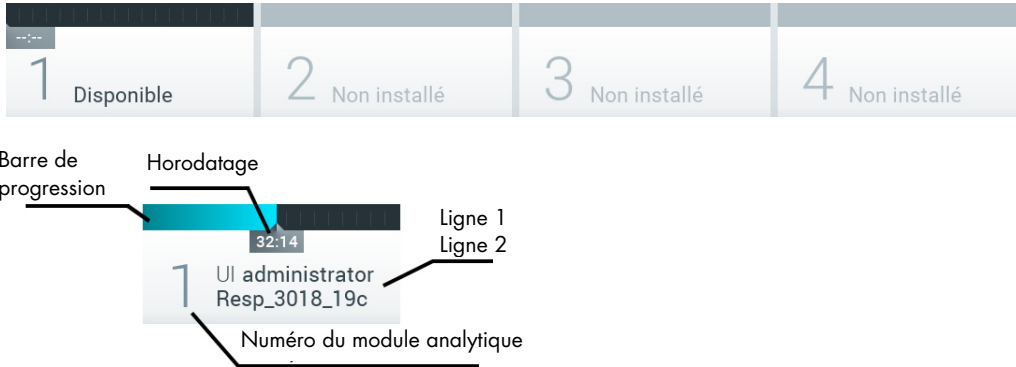 --:--
1 Disponible
2 Non installé
3 Non installé
4 Non installé
Barre de
progression
Horodatage
Ligne 1
Ligne 2
32:14
1
UI administrator
Resp_3018_19c
Numéro du module analytique